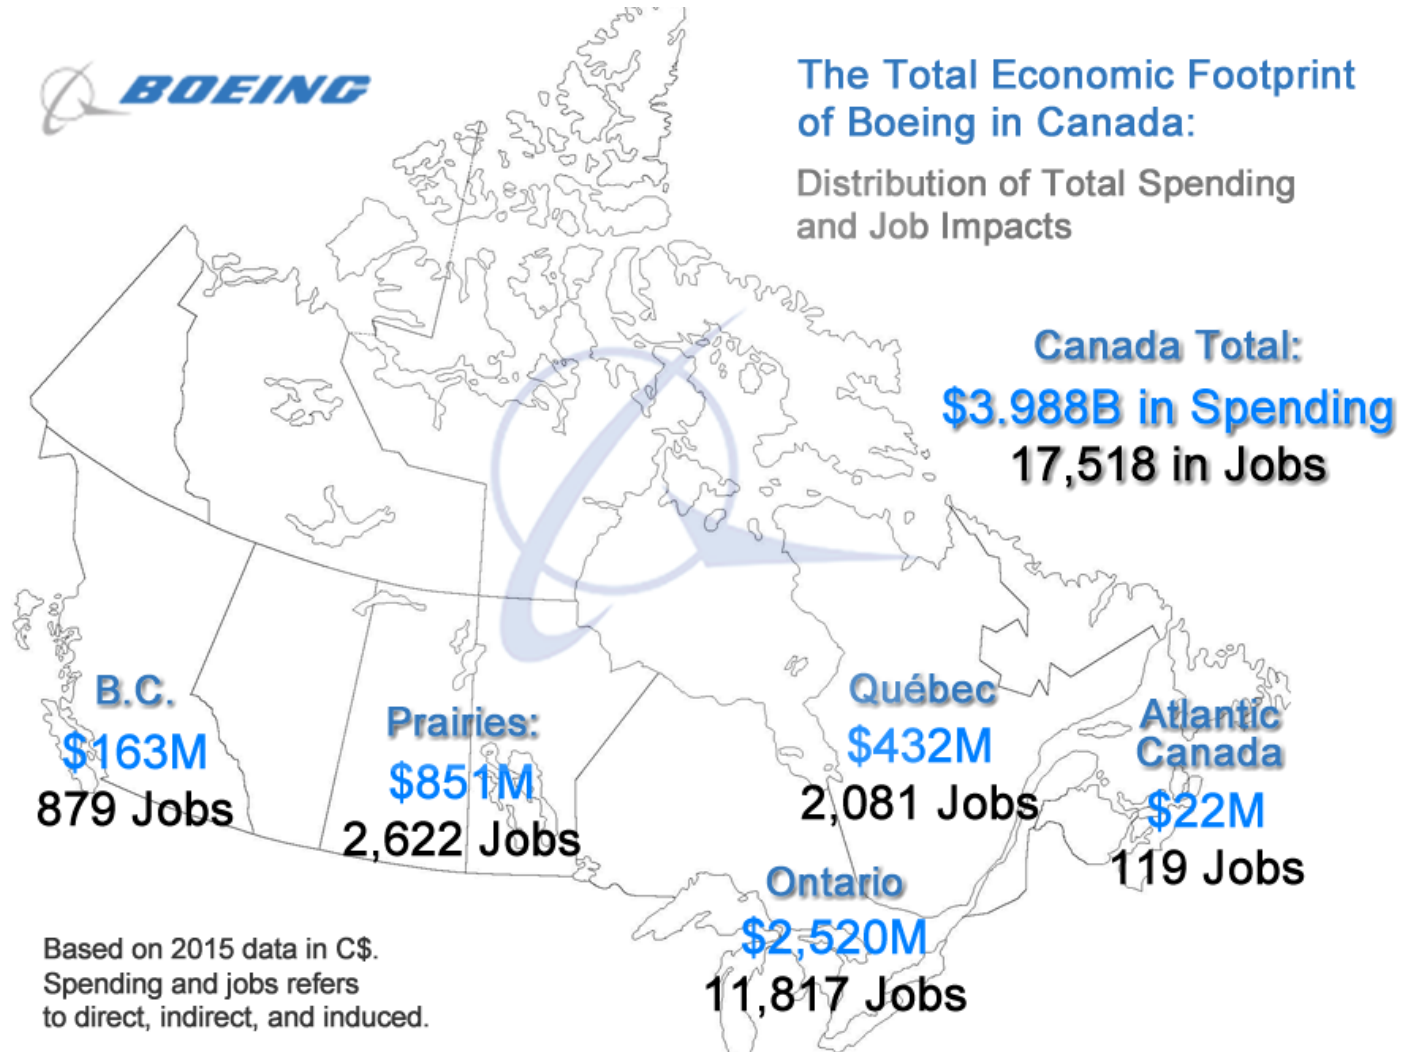 BOEING
The Total Economic Footprint
of Boeing in Canada:
Distribution of Total Spending
and Job Impacts
Canada Total:
$3.988B in Spending
17,518 in Jobs
B.C.
$163M
879 Jobs
Prairies:
$851M
2,622 Jobs
Québec
$432M
2,081 Jobs
Atlantic
Canada
$22M
119 Jobs
Ontario
$2,520M
11,817 Jobs
Based on 2015 data in C$.
Spending and jobs refers
to direct, indirect, and induced.